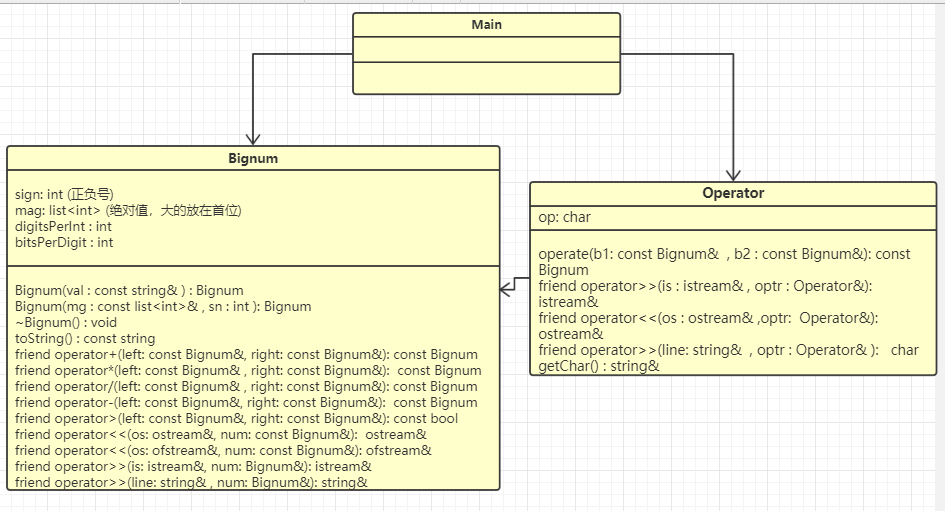 Main
Bignum
sign: int (正负号)
mag: list<int> (绝对值，大的放在首位)
digitsPerInt : int
bitsPerDigit : int
Bignum(val : const string& ) : Bignum
Bignum(mg : const list<int>& , sn : int ): Bignum
~Bignum() : void
toString() : const string
friend operator+(left: const Bignum&, right: const Bignum&): const Bignum
friend operator*(left: const Bignum& , right: const Bignum&):  const Bignum
friend operator/(left: const Bignum& , right: const Bignum&): const Bignum
friend operator-(left: const Bignum&, right: const Bignum&):  const Bignum
friend operator>(left: const Bignum&, right: const Bignum&): const bool
friend operator<<(os: ostream&, num: const Bignum&):  ostream&
friend operator<<(os: ofstream&, num: const Bignum&): ofstream&
friend operator>>(is: istream&, num: Bignum&): istream&
friend operator>>(line: string& , num: Bignum&): string&
Operator
op: char
operate(b1: const Bignum&  , b2 : const Bignum&): const
Bignum
friend operator>>(is : istream& , optr : Operator&):
istream&
friend operator<<(os : ostream& ,optr:  Operator&):
ostream&
friend operator>>(line: string&  , optr : Operator& ):   char
getChar() : string&